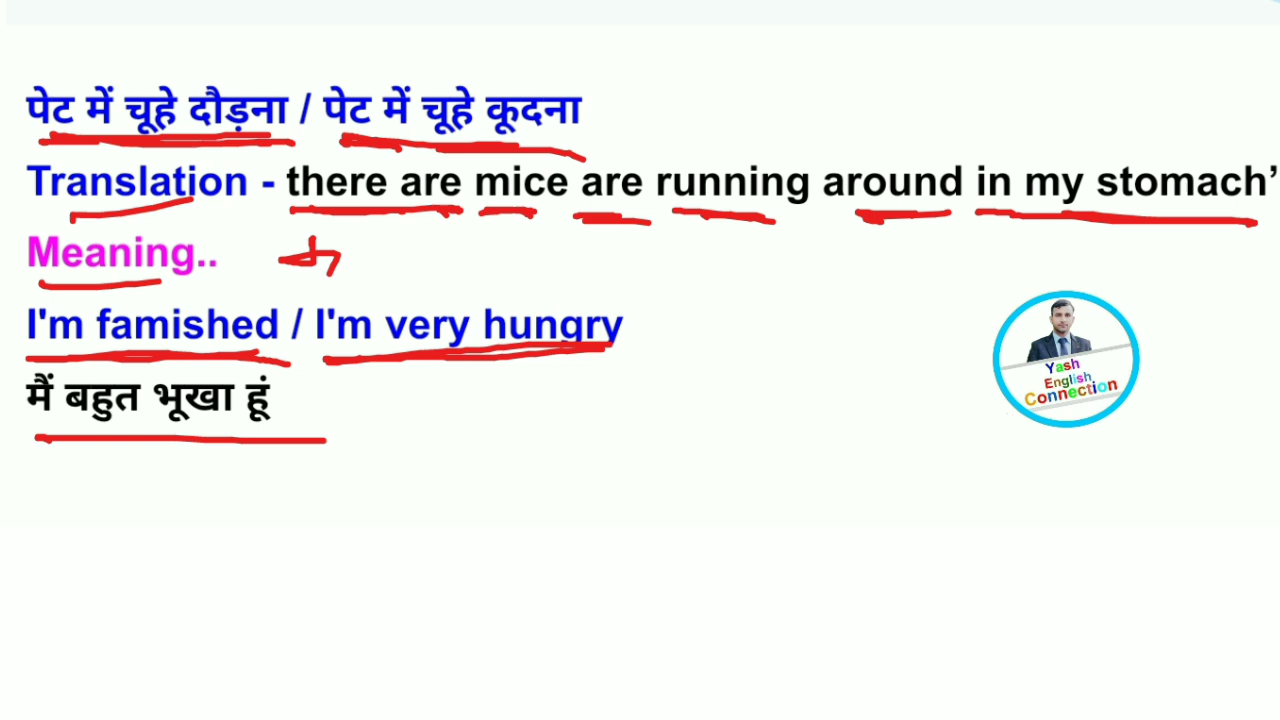 पेट में चूहे दौड़ना / पेट में चूहे कूदना
Translation - there are mice are running around in my stomach’
Meaning..
I'm famished / I'm very hungry
मैं बहुत भूखा हूं
Yash
English
Connection